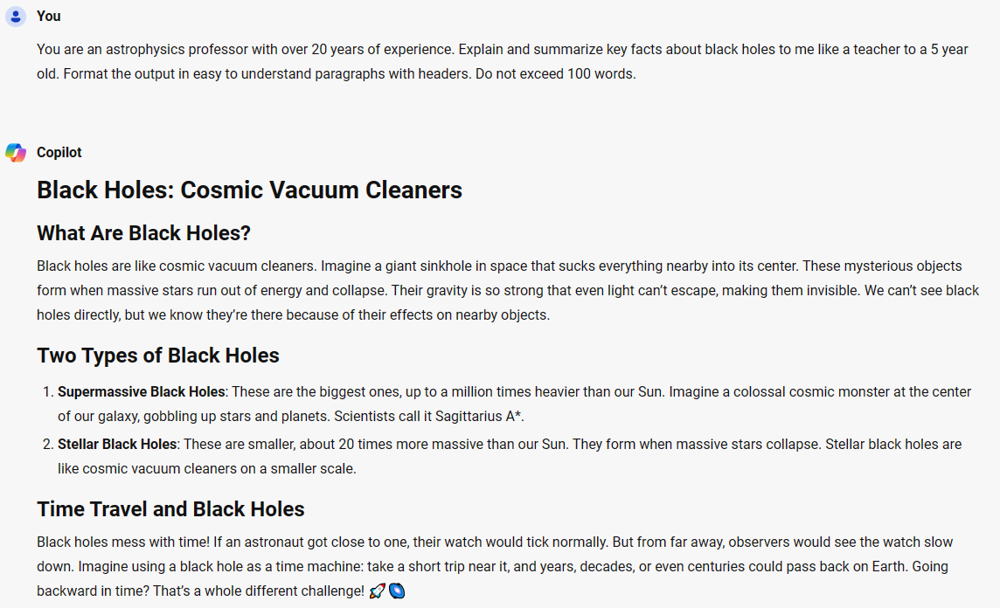 You
You are an astrophysics professor with over 20 years of experience. Explain and summarize key facts about black holes to me like a teacher to a 5 year
old. Format the output in easy to understand paragraphs with headers. Do not exceed 100 words.
Copilot
Black Holes: Cosmic Vacuum Cleaners
What Are Black Holes?
Black holes are like cosmic vacuum cleaners. Imagine a giant sinkhole in space that sucks everything nearby into its center. These mysterious objects
form when massive stars run out of energy and collapse. Their gravity is so strong that even light can’t escape, making them invisible. We can’t see black
holes directly, but we know they’re there because of their effects on nearby objects.
Two Types of Black Holes
1. Supermassive Black Holes: These are the biggest ones, up to a million times heavier than our Sun. Imagine a colossal cosmic monster at the center
of our galaxy, gobbling up stars and planets. Scientists call it Sagittarius A*.
2. Stellar Black Holes: These are smaller, about 20 times more massive than our Sun. They form when massive stars collapse. Stellar black holes are
like cosmic vacuum cleaners on a smaller scale.
Time Travel and Black Holes
Black holes mess with time! If an astronaut got close to one, their watch would tick normally. But from far away, observers would see the watch slow
down. Imagine using a black hole as a time machine: take a short trip near it, and years, decades, or even centuries could pass back on Earth. Going
backward in time? That’s a whole different challenge! 🚀🌌